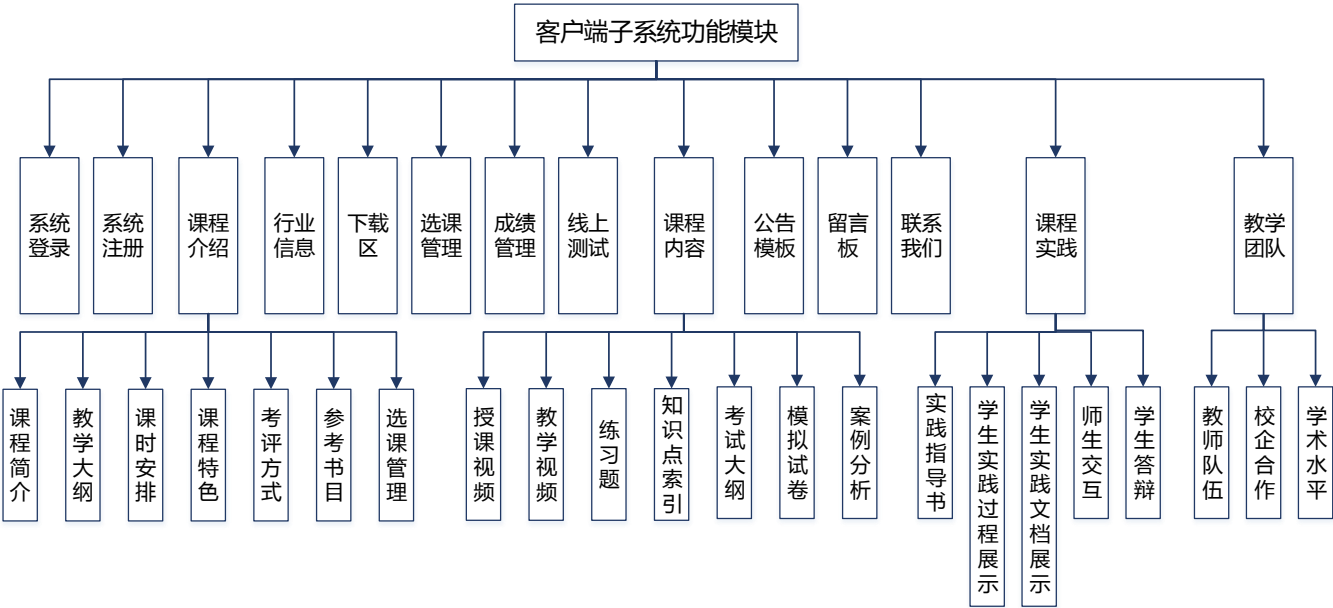 客户端子系统功能模块
系统
登录
系统
注册
课程
介绍
行业
信息
下载
区
选课
管理
成绩
管理
线上
测试
课程
内容
公告
模板
留言
板
联系
我们
课程
实践
教学
团队
课程简介
教学大纲
课时安排
课程特色
考评方式
参考书目
选课管理
授课视频
教学视频
练习题
知识点索引
考试大纲
模拟试卷
案例分析
实践指导书
学生实践过程展示
学生实践文档展示
师生交互
学生答辩
教师队伍
校企合作
学术水平